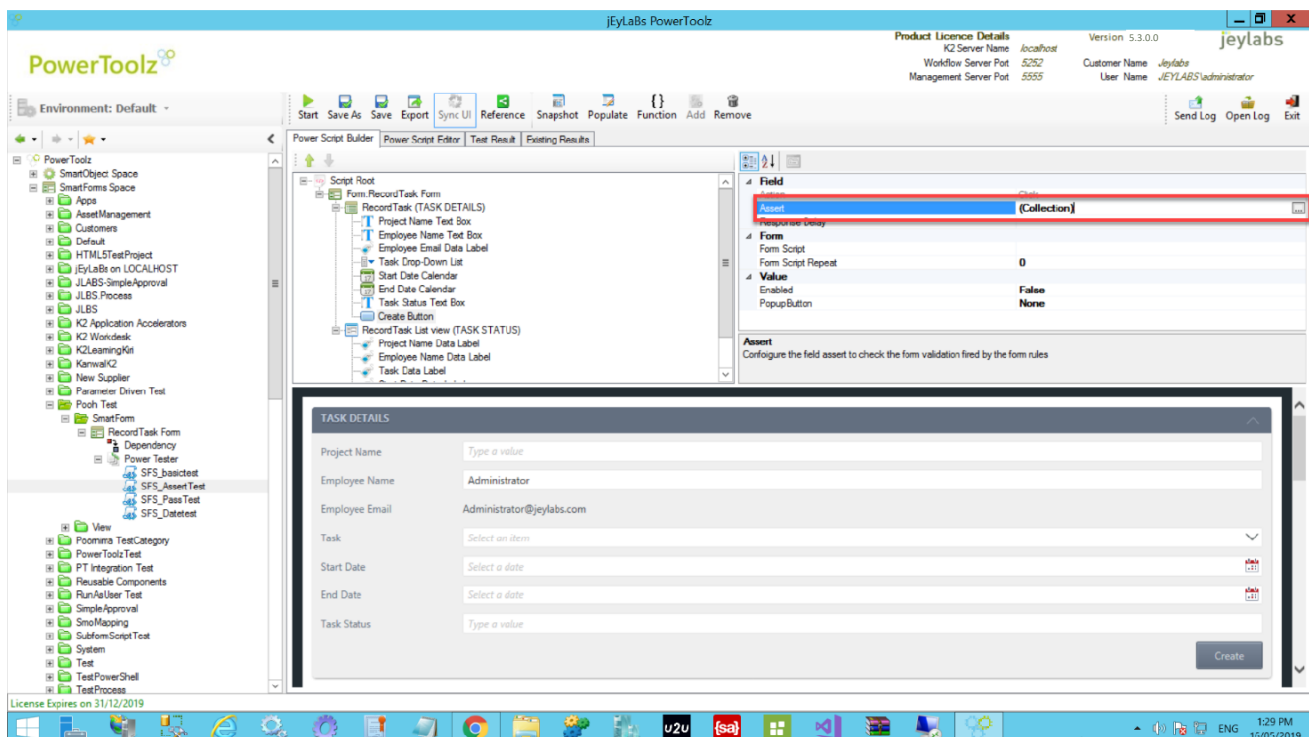 jEyLaBs PowerToolz
PowerToolz
Product Licence Details
K2 Server Name localhost
Workflow Server Port 5252
Management Server Port 5555
Version 5.3.0.0
Customer Name Jeylabs
User Name JEYLABS\administrator
jeylabs
Environment: Default
Start Save As Save Export Sync UI Reference Snapshot Populate Function Add Remove
Send Log Open Log Exit
Power Script Builder Power Script Editor Test Result Existing Results
PowerToolz
SmartObject Space
SmartForms Space
Apps
AssetManagement
Customers
Default
HTML5TestProject
jEyLaBs on LOCALHOST
JLABS-SimpleApproval
JLBS.Process
JLBS
K2 Application Accelerators
K2 Workdesk
K2LearningKiri
KanwalK2
New Supplier
Parameter Driven Test
Pooh Test
SmartForm
RecordTask Form
Dependency
Power Tester
SFS_basictest
SFS_AssertTest
SFS_PassTest
SFS_Datetest
View
Poornima TestCategory
PowerToolzTest
PT Integration Test
Reusable Components
RunAsUser Test
SimpleApproval
SmoMapping
SubformScriptTest
System
Test
TestPowerShell
TestProcess
Script Root
Form.RecordTask Form
RecordTask (TASK DETAILS)
Project Name Text Box
Employee Name Text Box
Employee Email Data Label
Task Drop-Down List
Start Date Calendar
End Date Calendar
Task Status Text Box
Create Button
RecordTask List view (TASK STATUS)
Project Name Data Label
Employee Name Data Label
Task Data Label
Field
Action Click
Assert (Collection)
Response Delay
Form
Form Script
Form Script Repeat 0
Value
Enabled False
PopupButton None
Assert
Confoigure the field assert to check the form validation fired by the form rules
TASK DETAILS
Project Name Type a value
Employee Name Administrator
Employee Email Administrator@jeylabs.com
Task Select an item
Start Date Select a date
End Date Select a date
Task Status Type a value
Create
License Expires on 31/12/2019
u2u {sa}
ENG 1:29 PM
16/05/2019